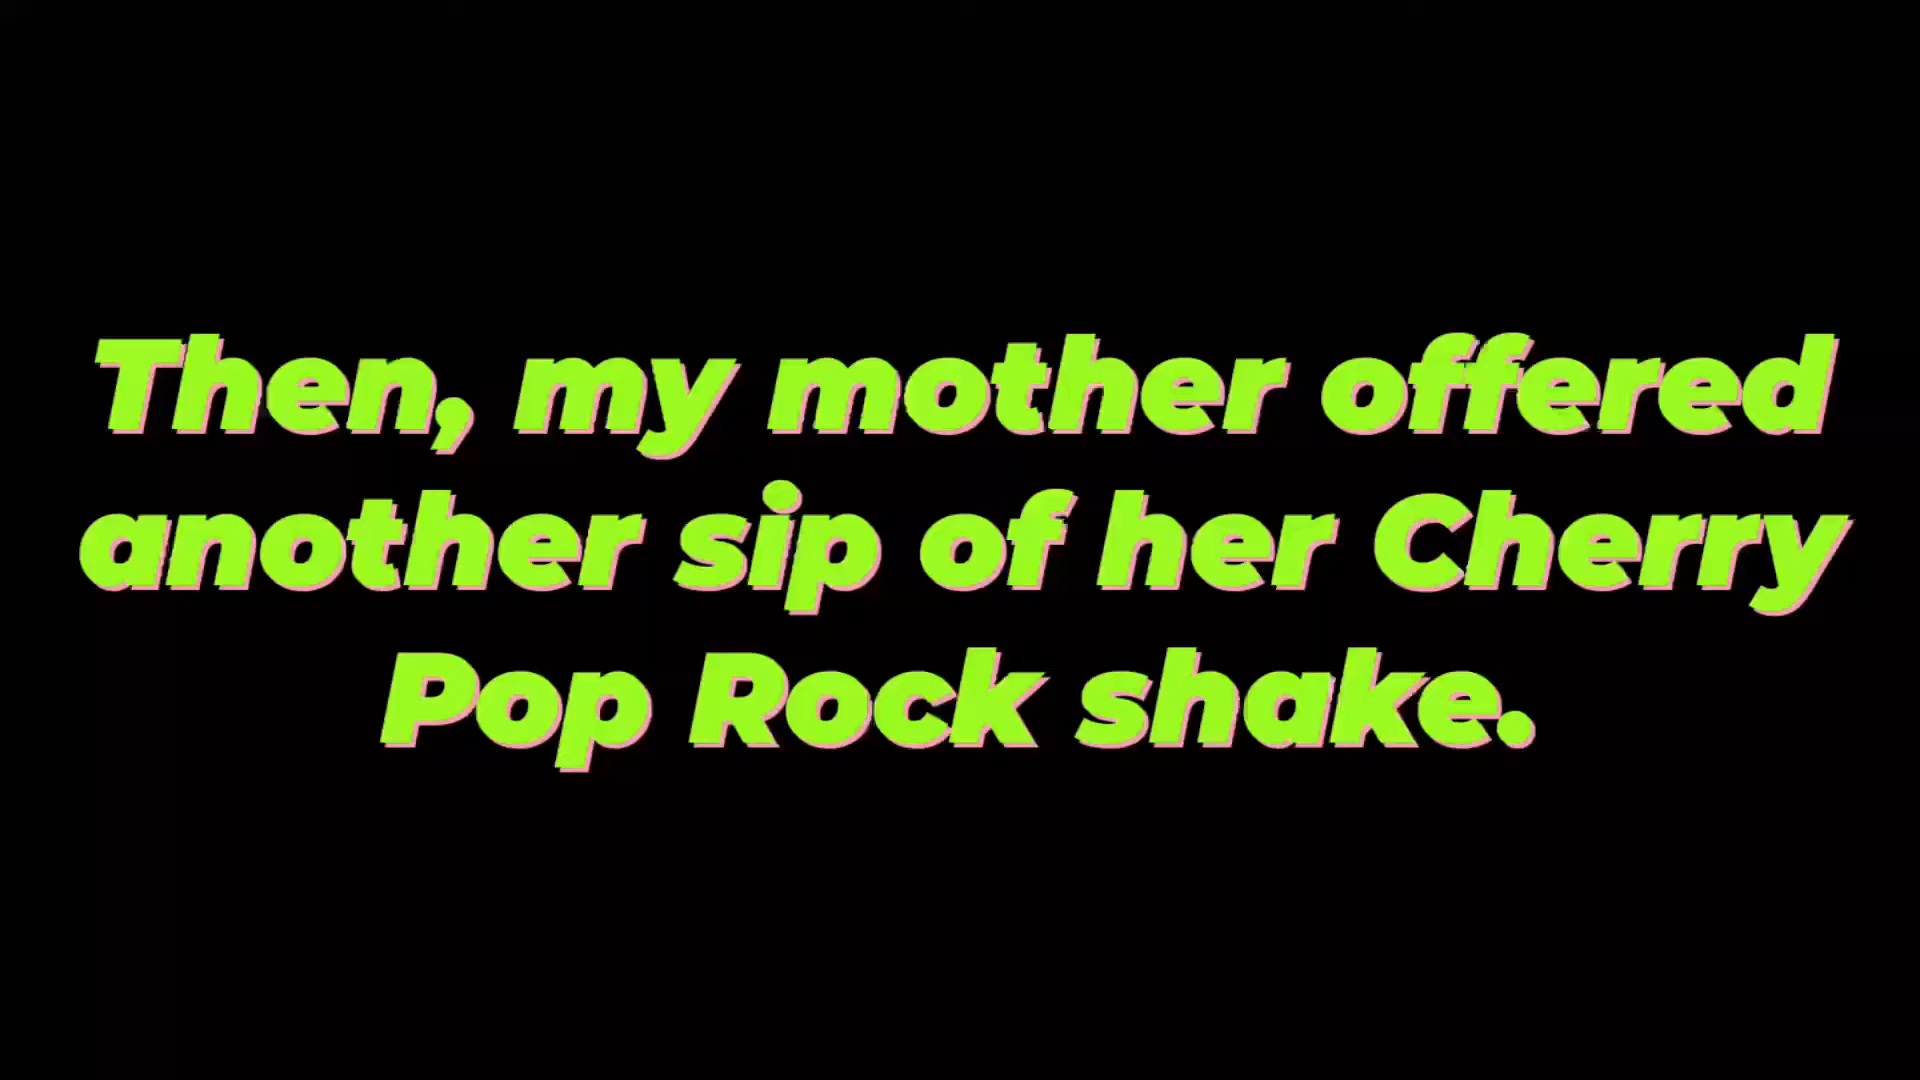 Then, my mother offered
another sip of her Cherry
Pop Rock shake.